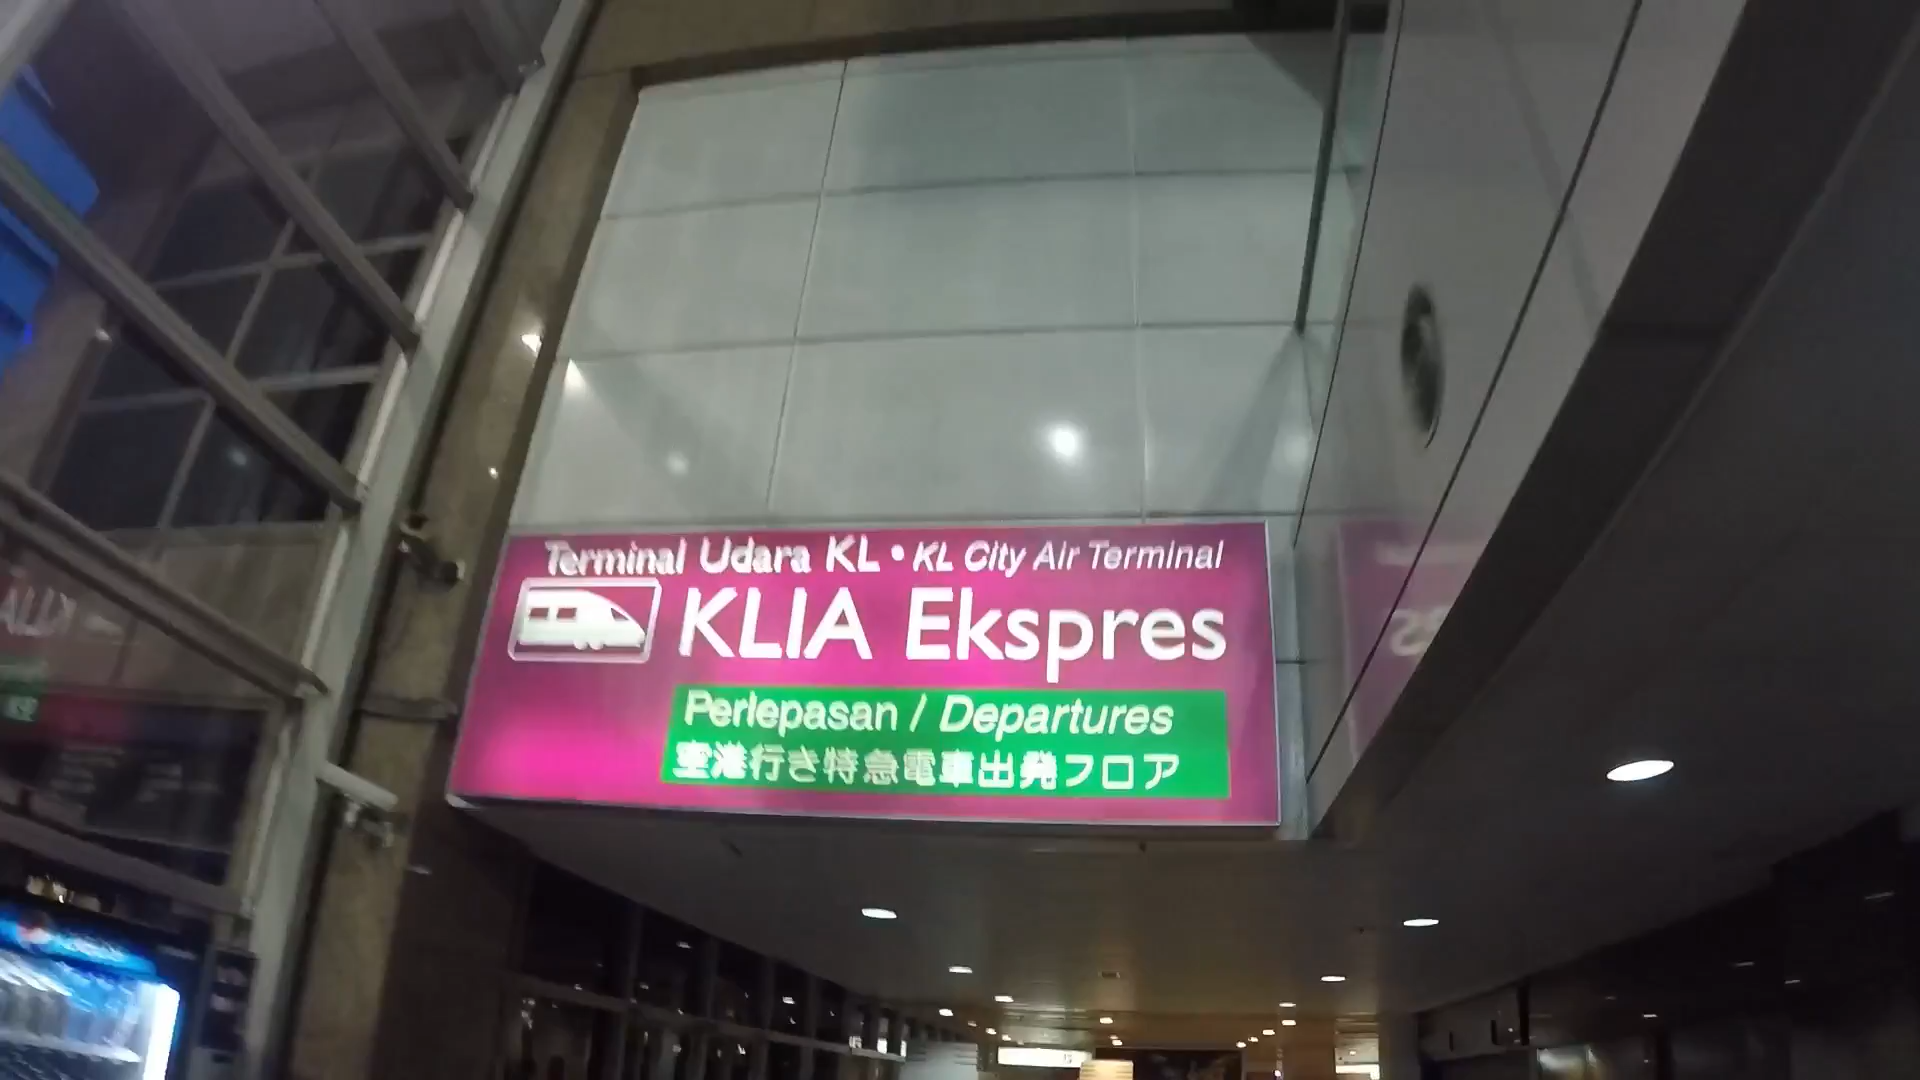 Terminal Udara KL • KL City Air Terminal
KLIA Ekspres
Perlepasan / Departures
空港行き特急電車出発フロア